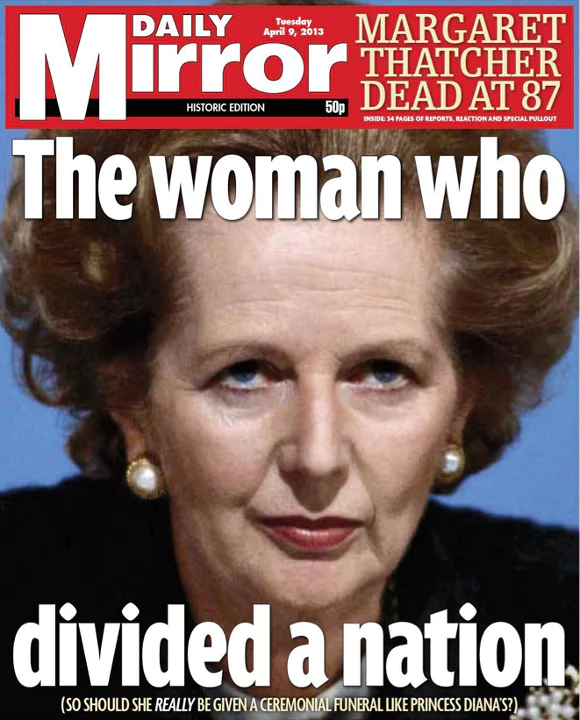 DAILY
Mirror
Tuesday
April 9, 2013
HISTORIC EDITION
50p
MARGARET
THATCHER
DEAD AT 87
INSIDE: 34 PAGES OF REPORTS, REACTION AND SPECIAL PULLOUT
The woman who
divided a nation
(SO SHOULD SHE REALLY BE GIVEN A CEREMONIAL FUNERAL LIKE PRINCESS DIANA'S?)